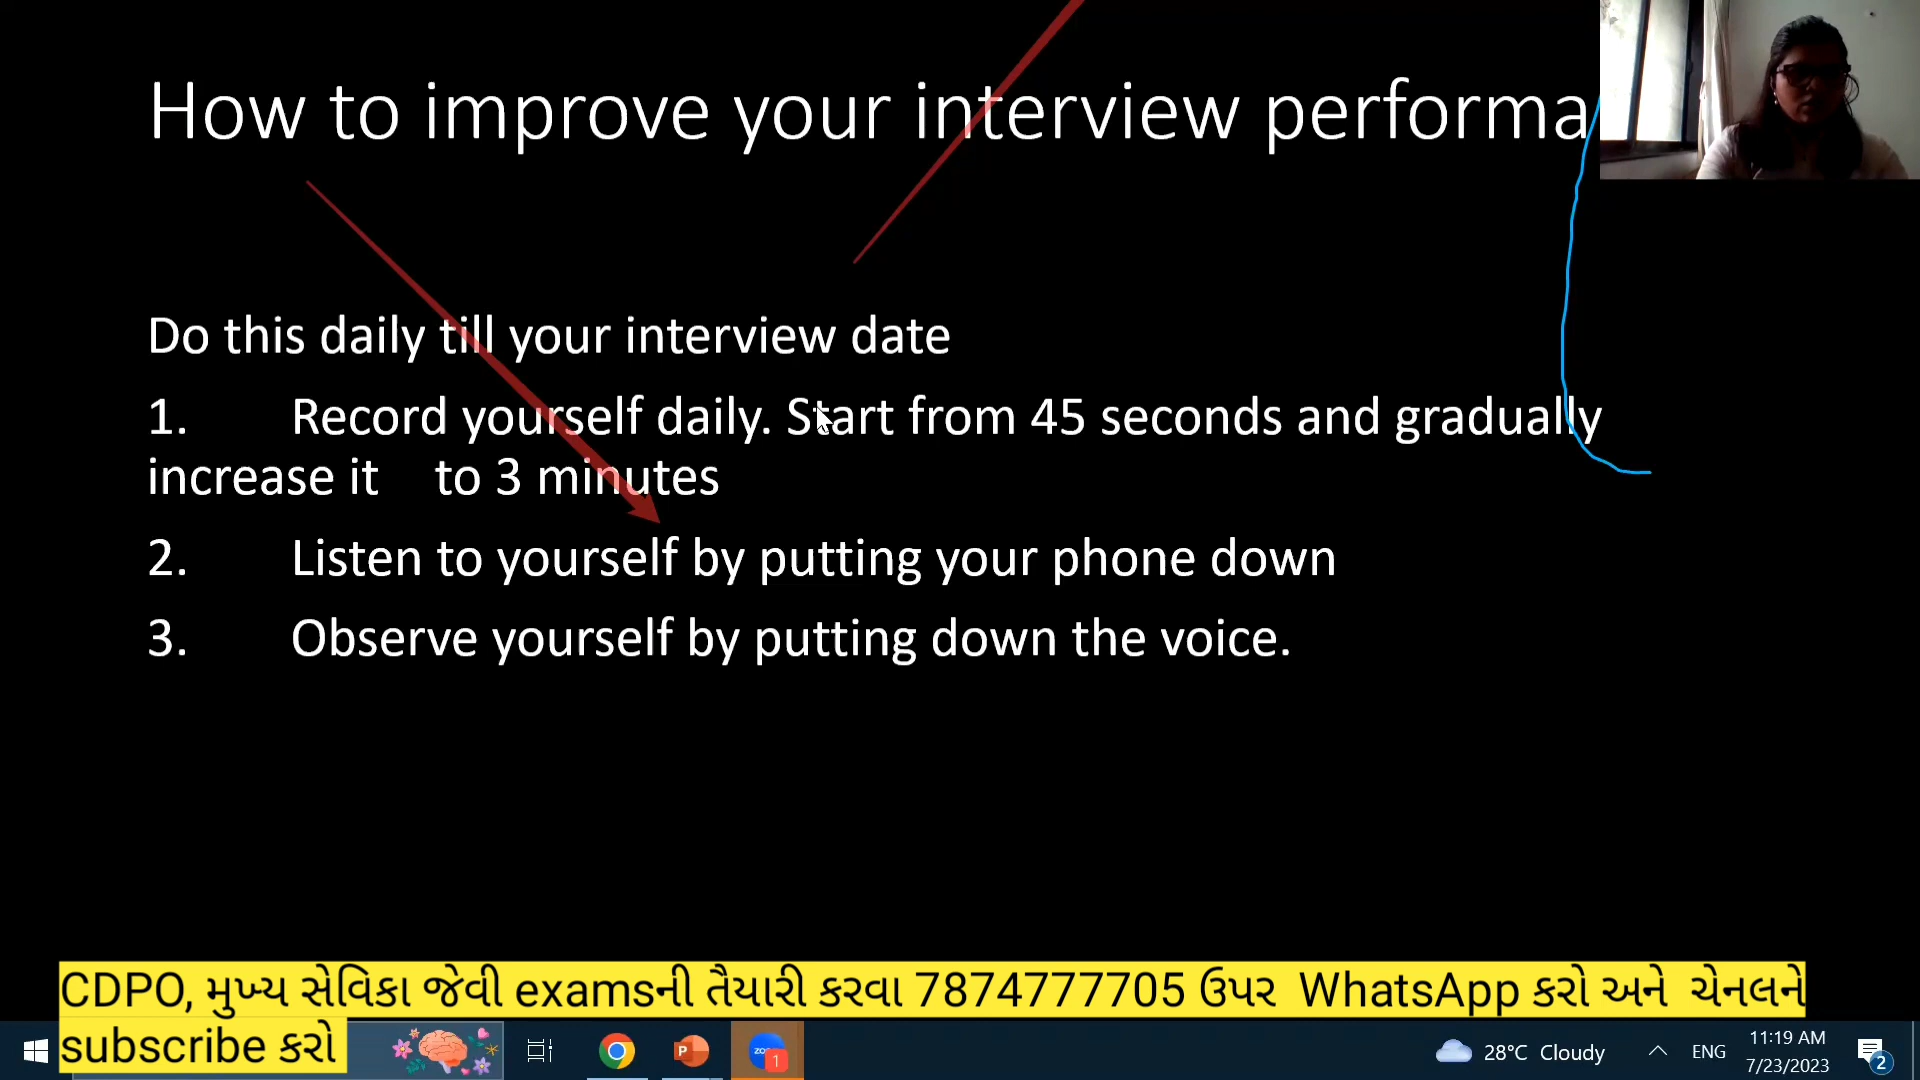 How to improve your interview performa
Do this daily till your interview date
1. Record yourself daily. Start from 45 seconds and gradually
increase it to 3 minutes
2. Listen to yourself by putting your phone down
3. Observe yourself by putting down the voice.
CDPO, મુખ્ય સેવિકા જેવી examsની તૈયારી કરવા 7874777705 ઉપર WhatsApp કરો અને ચેનલને
subscribe કરો
28°C Cloudy
ENG
11:19 AM
7/23/2023
2
1